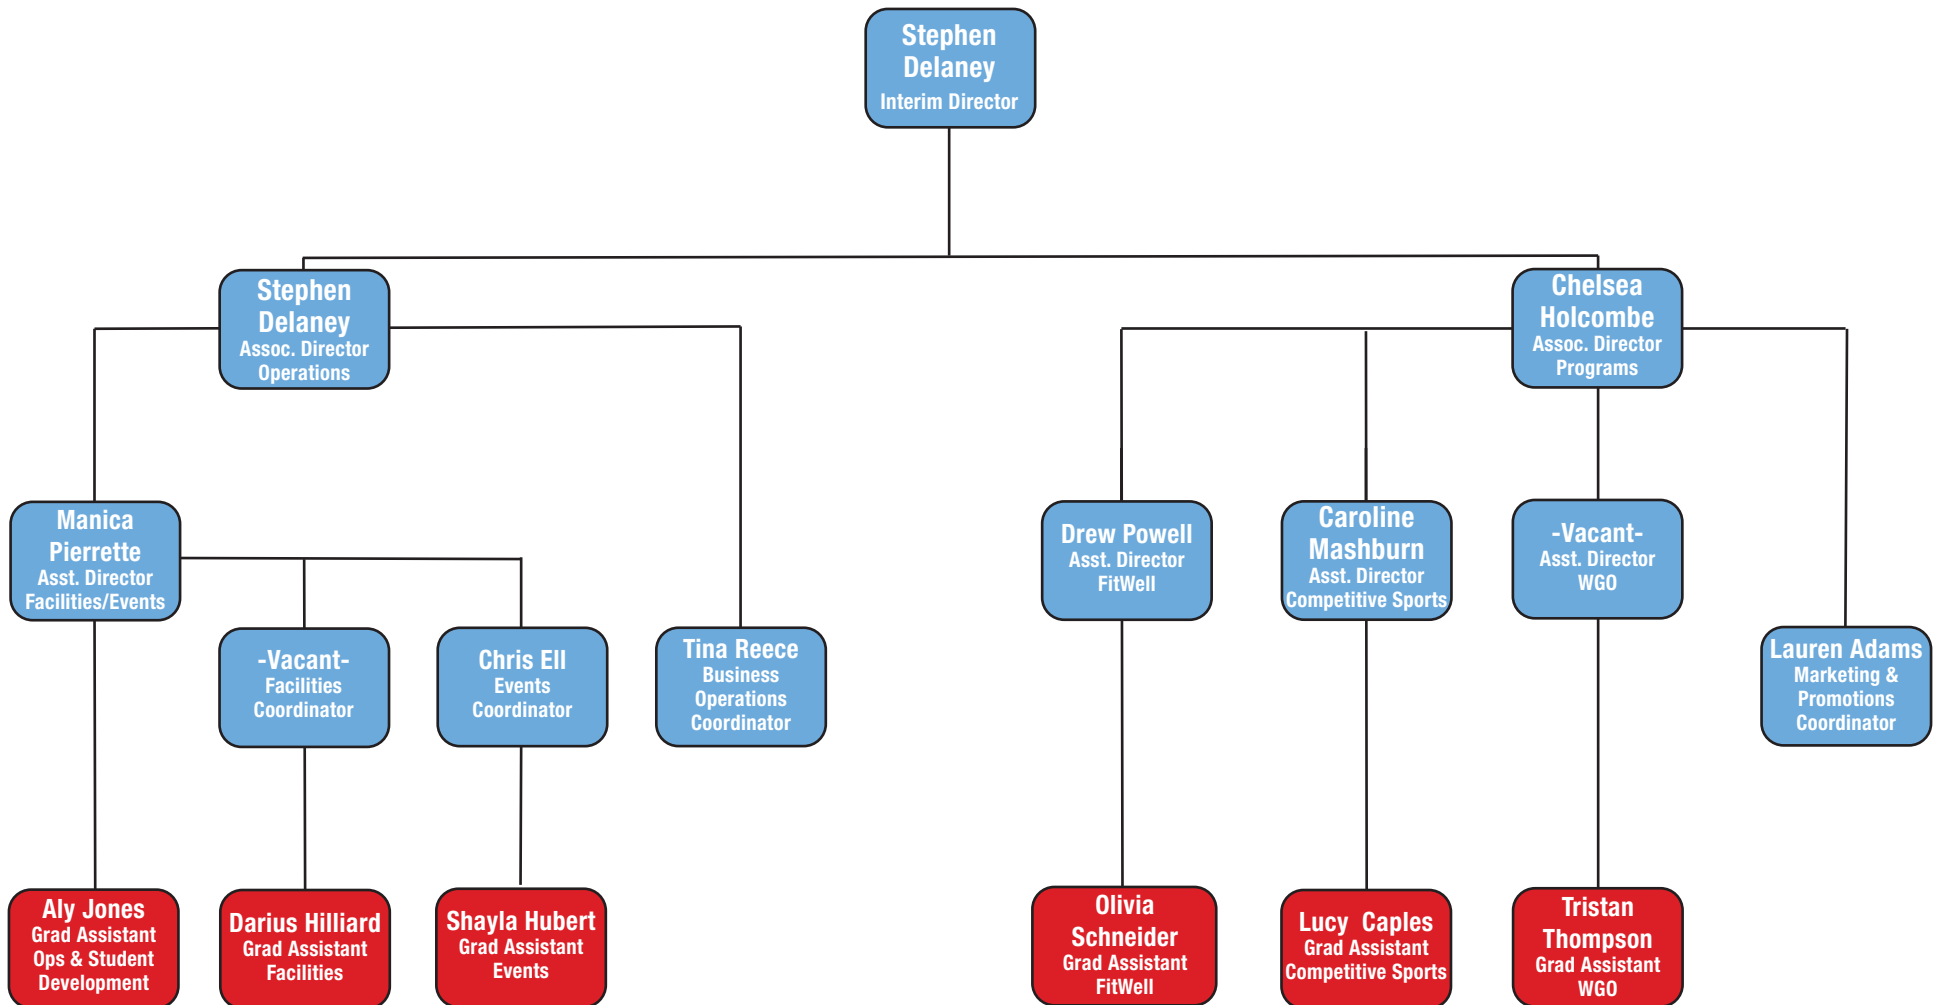 Stephen
Delaney
Interim Director
Stephen
Delaney
Assoc. Director
Operations
Chelsea
Holcombe
Assoc. Director
Programs
Manica
Pierrette
Asst. Director
Facilities/Events
Drew Powell
Asst. Director
FitWell
Caroline
Mashburn
Asst. Director
Competitive Sports
-Vacant-
Asst. Director
WGO
-Vacant-
Facilities
Coordinator
Chris Ell
Events
Coordinator
Tina Reece
Business
Operations
Coordinator
Lauren Adams
Marketing &
Promotions
Coordinator
Aly Jones
Grad Assistant
Ops & Student
Development
Darius Hilliard
Grad Assistant
Facilities
Shayla Hubert
Grad Assistant
Events
Olivia
Schneider
Grad Assistant
FitWell
Lucy Caples
Grad Assistant
Competitive Sports
Tristan
Thompson
Grad Assistant
WGO